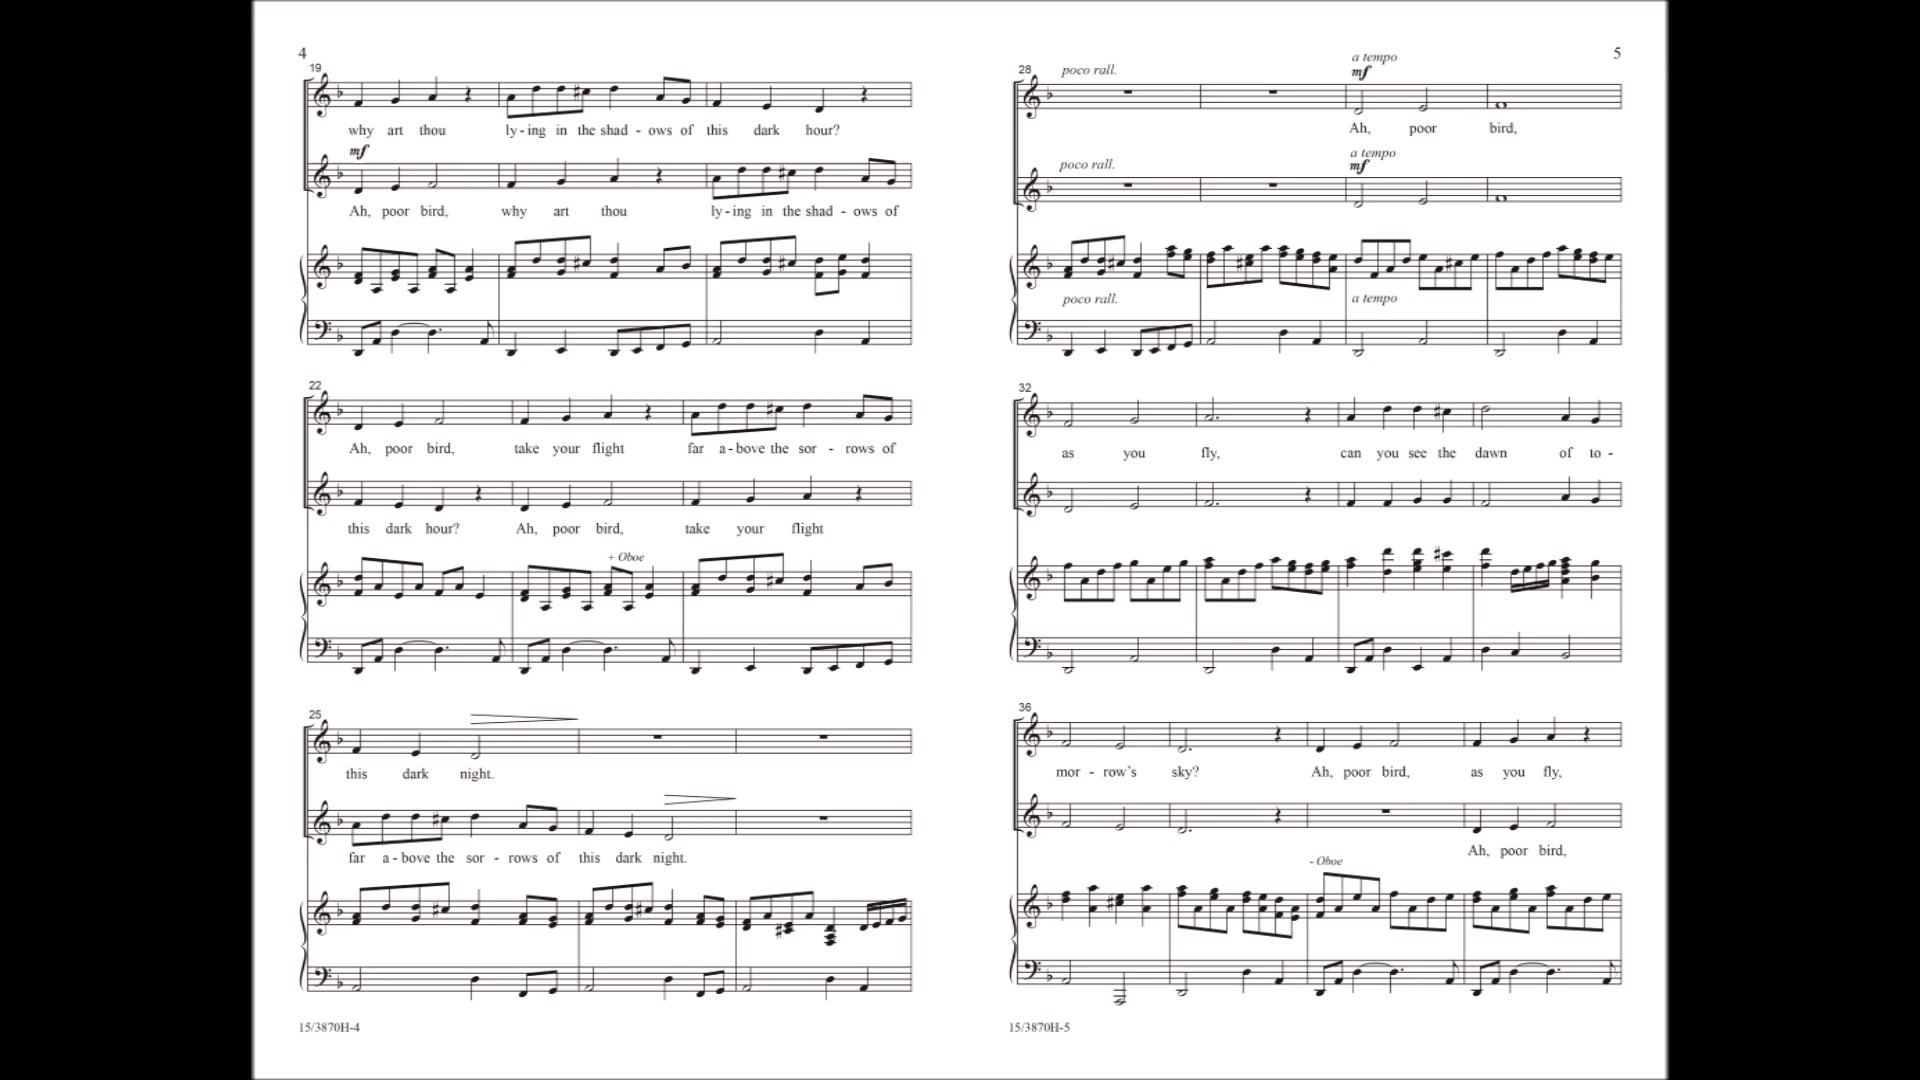 4
19
why art thou ly - ing in the shad - ows of this dark hour?
mf
Ah, poor bird, why art thou ly - ing in the shad - ows of
22
Ah, poor bird, take your flight far a - bove the sor - rows of
this dark hour? Ah, poor bird, take your flight
+ Oboe
25
this dark night.
far a - bove the sor - rows of this dark night.
15/3870H-4
5
28
poco rall. a tempo
mf
Ah, poor bird,
poco rall. a tempo
mf
poco rall. a tempo
32
as you fly, can you see the dawn of to -
36
mor - row's sky? Ah, poor bird, as you fly,
Ah, poor bird,
- Oboe
15/3870H-5